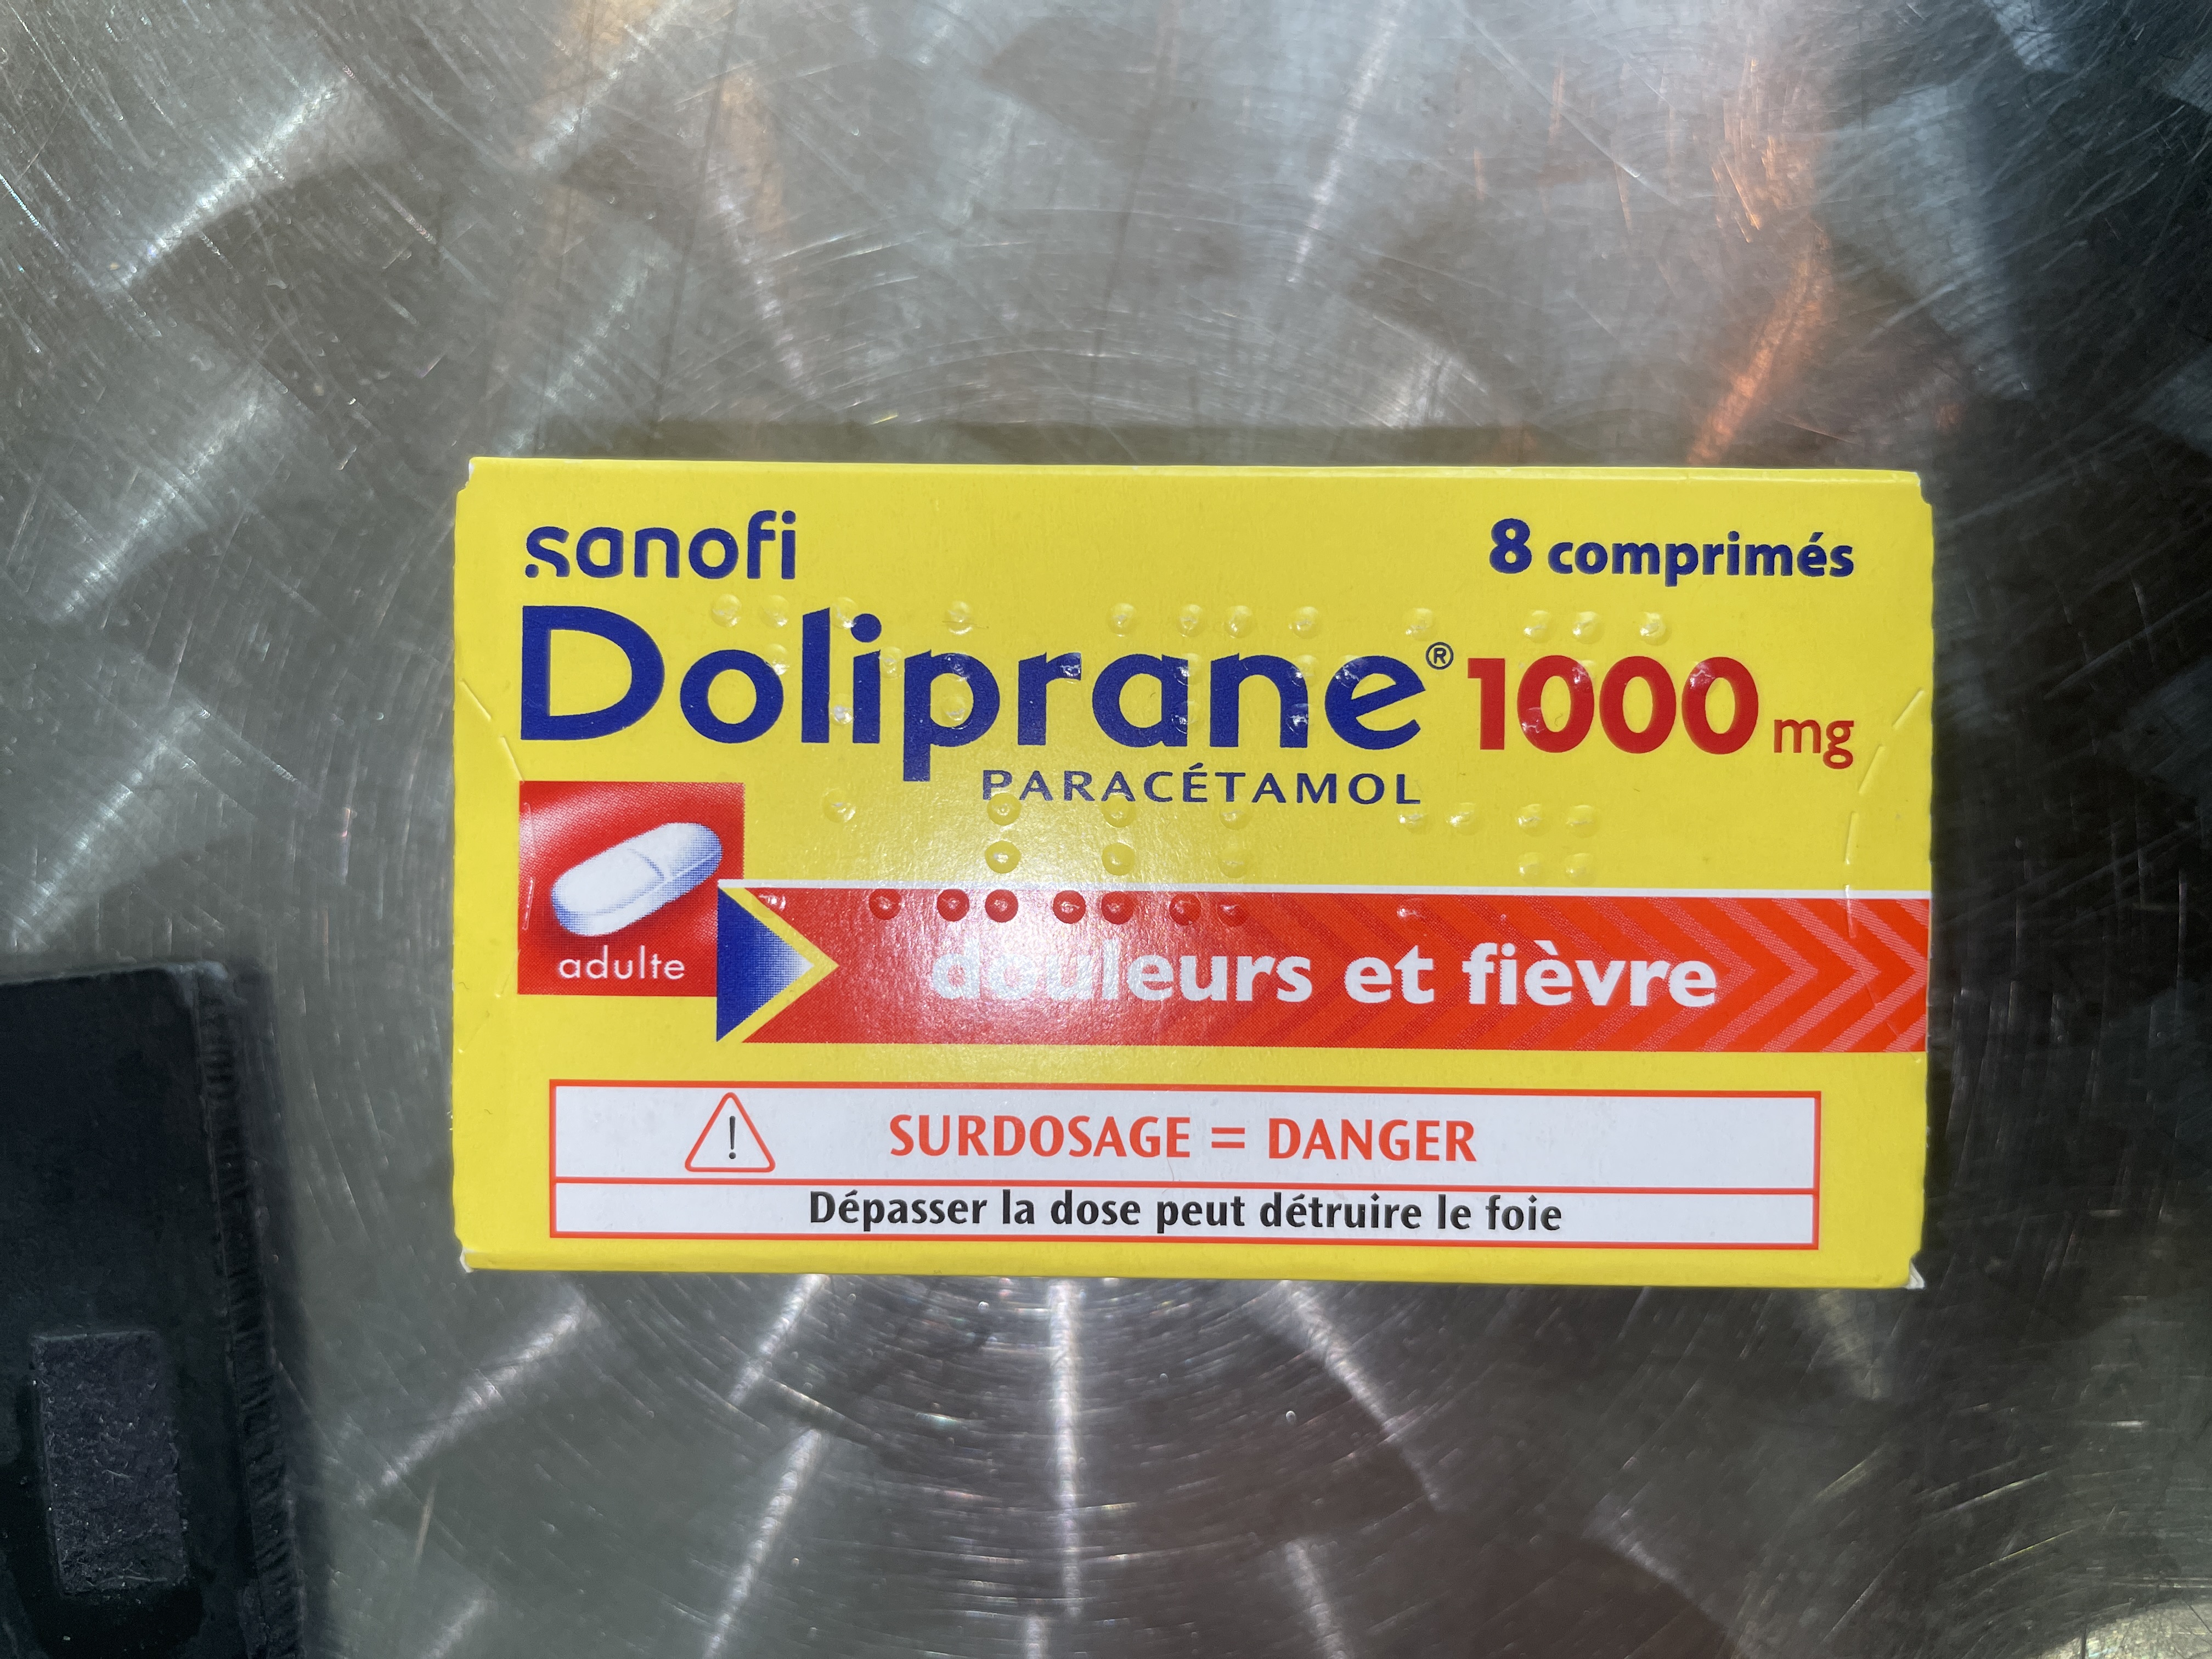 sanofi
8 comprimés
Doliprane® 1000 mg
PARACÉTAMOL
adulte
douleurs et fièvre
! SURDOSAGE = DANGER
Dépasser la dose peut détruire le foie